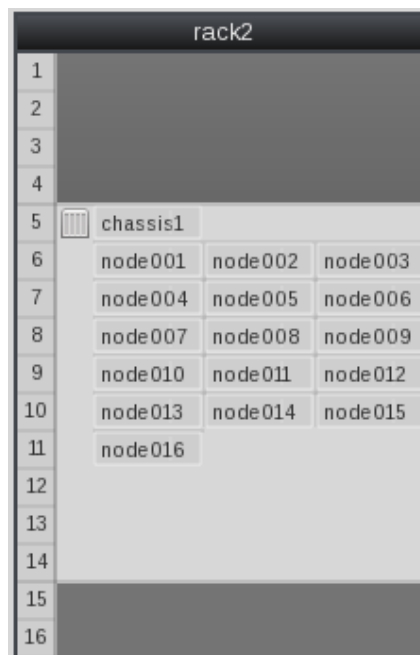 rack2
1
2
3
4
5 chassis1
6 node001 node002 node003
7 node004 node005 node006
8 node007 node008 node009
9 node010 node011 node012
10 node013 node014 node015
11 node016
12
13
14
15
16